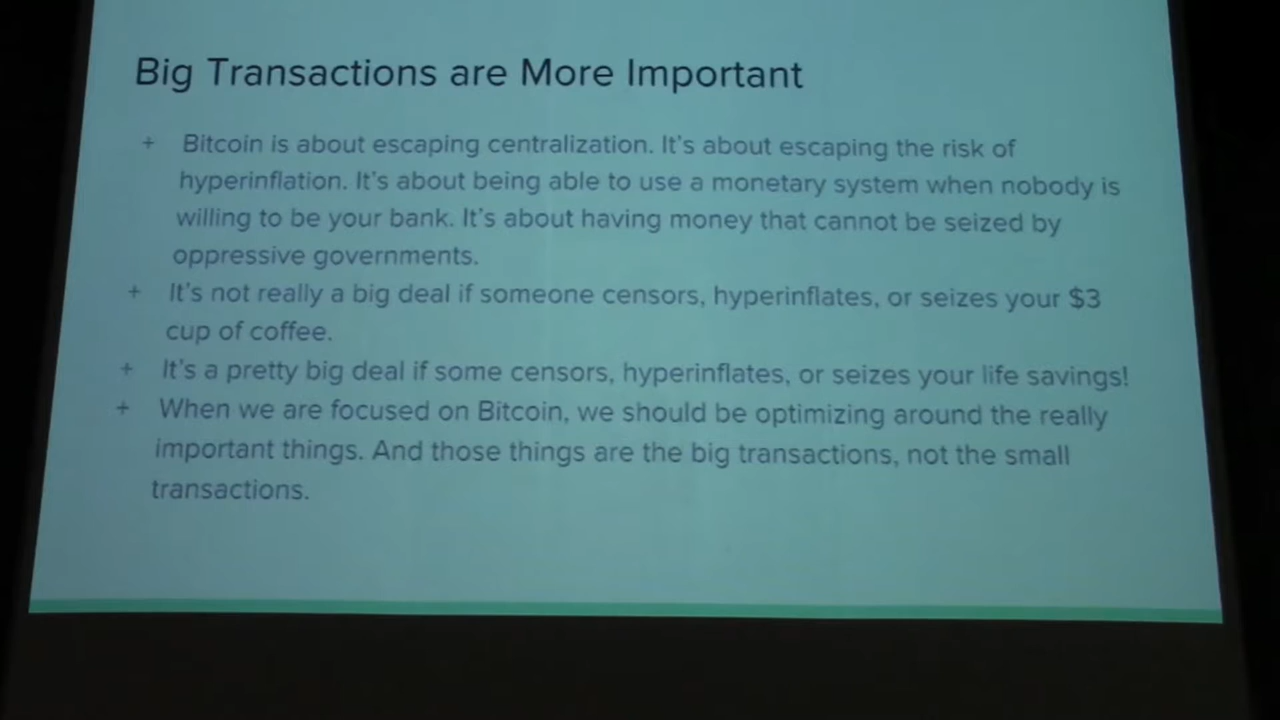 Big Transactions are More Important
+ Bitcoin is about escaping centralization. It's about escaping the risk of
hyperinflation. It's about being able to use a monetary system when nobody is
willing to be your bank. It's about having money that cannot be seized by
oppressive governments.
+ It's not really a big deal if someone censors, hyperinflates, or seizes your $3
cup of coffee.
+ It's a pretty big deal if some censors, hyperinflates, or seizes your life savings!
+ When we are focused on Bitcoin, we should be optimizing around the really
important things. And those things are the big transactions, not the small
transactions.